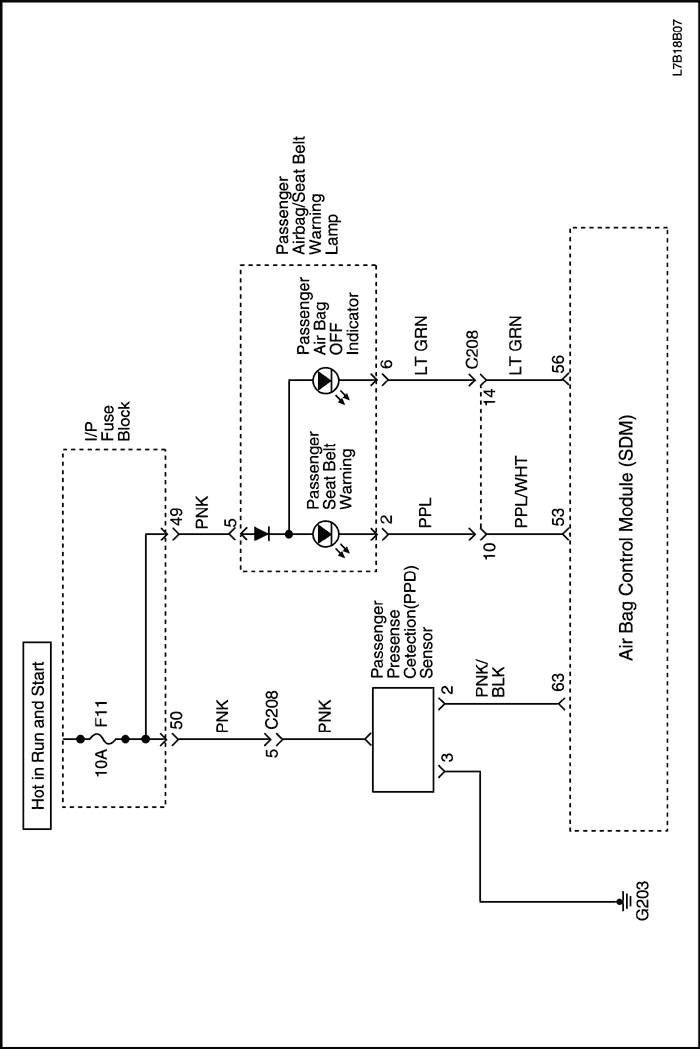 Hot in Run and Start
I/P
Fuse
Block
F11
10A
50
49
PNK
PNK
C208
5
5
PNK
Passenger
Airbag/Seat Belt
Warning
Lamp
Passenger
Seat Belt
Warning
Passenger
Air Bag
OFF
Indicator
Passenger
Presense
Cetection(PPD)
Sensor
3
2
2
6
PNK/
BLK
PPL
LT GRN
10
14
C208
PPL/WHT
LT GRN
63
53
56
Air Bag Control Module (SDM)
G203
L7B18B07